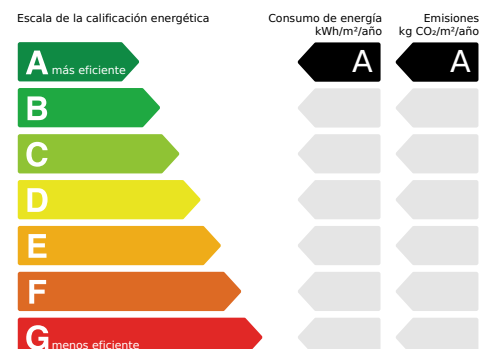 Escala de la calificación energética
Consumo de energía
kWh/m²/año
Emisiones
kg CO₂/m²/año
A más eficiente
A
A
B
C
D
E
F
G menos eficiente